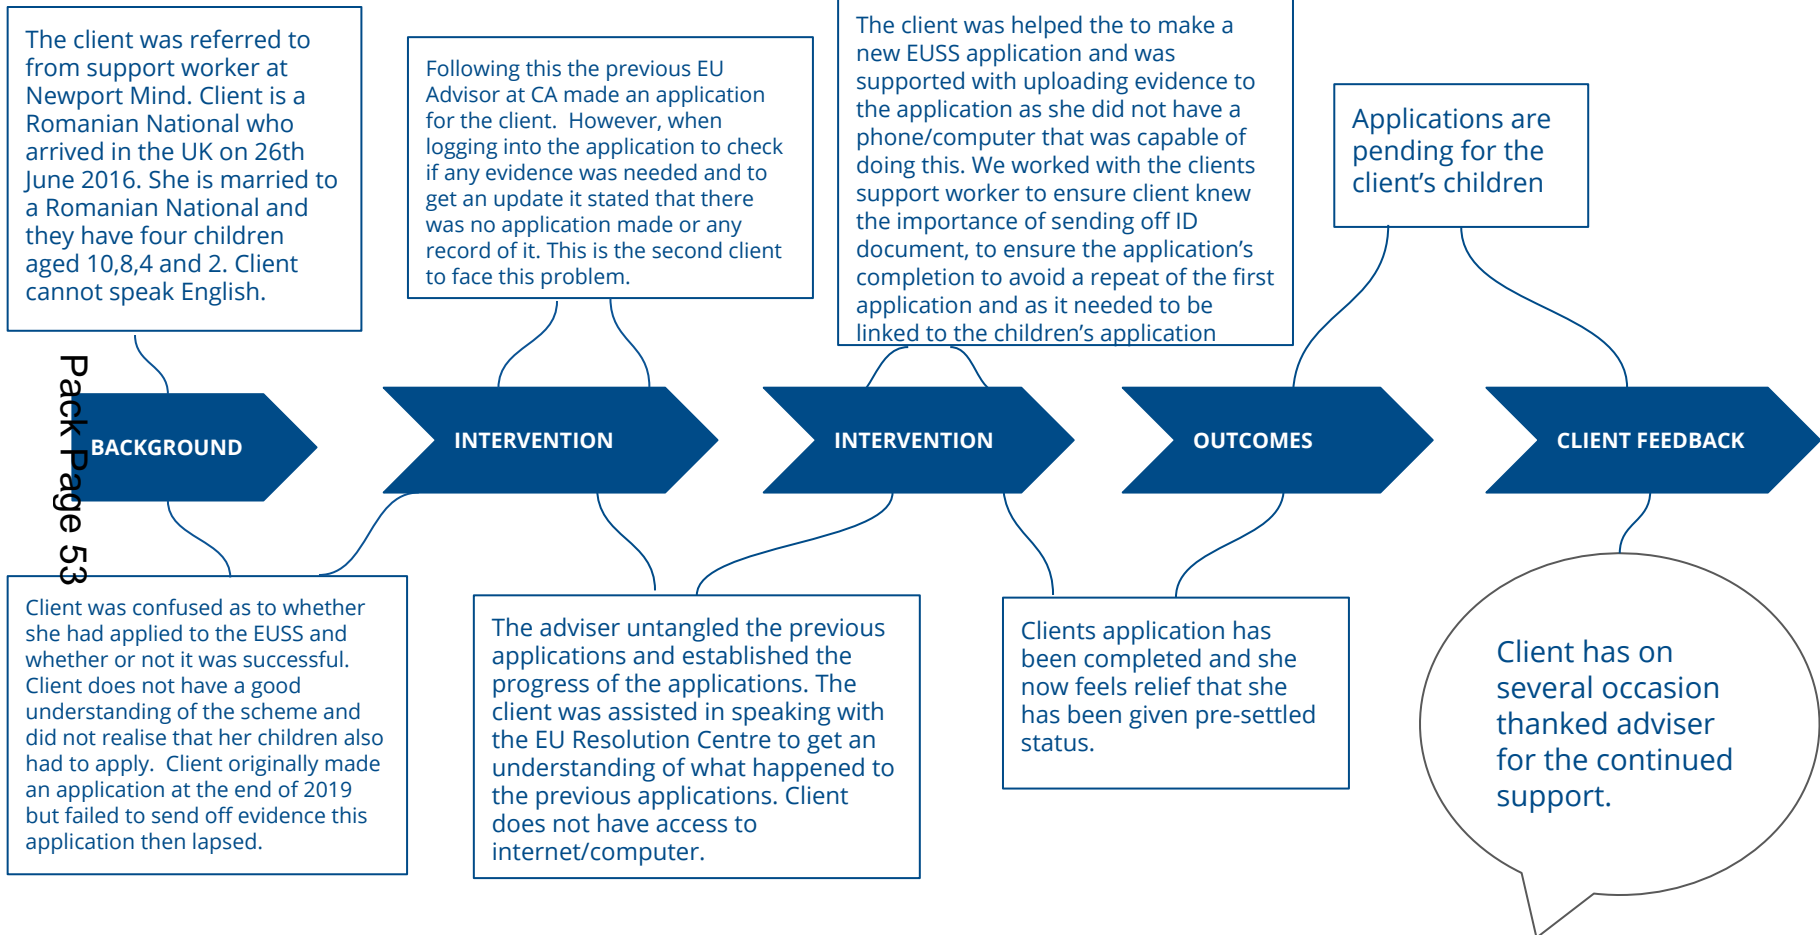 The client was referred to
from support worker at
Newport Mind. Client is a
Romanian National who
arrived in the UK on 26th
June 2016. She is married to
a Romanian National and
they have four children
aged 10,8,4 and 2. Client
cannot speak English.
Following this the previous EU
Advisor at CA made an application
for the client.  However, when
logging into the application to check
if any evidence was needed and to
get an update it stated that there
was no application made or any
record of it. This is the second client
to face this problem.
The client was helped the to make a
new EUSS application and was
supported with uploading evidence to
the application as she did not have a
phone/computer that was capable of
doing this. We worked with the clients
support worker to ensure client knew
the importance of sending off ID
document, to ensure the application's
completion to avoid a repeat of the first
application and as it needed to be
linked to the children's application
Applications are
pending for the
client's children
Pack Page 53
BACKGROUND
INTERVENTION
INTERVENTION
OUTCOMES
CLIENT FEEDBACK
Client was confused as to whether
she had applied to the EUSS and
whether or not it was successful.
Client does not have a good
understanding of the scheme and
did not realise that her children also
had to apply.  Client originally made
an application at the end of 2019
but failed to send off evidence this
application then lapsed.
The adviser untangled the previous
applications and established the
progress of the applications. The
client was assisted in speaking with
the EU Resolution Centre to get an
understanding of what happened to
the previous applications. Client
does not have access to
internet/computer.
Clients application has
been completed and she
now feels relief that she
has been given pre-settled
status.
Client has on
several occasion
thanked adviser
for the continued
support.